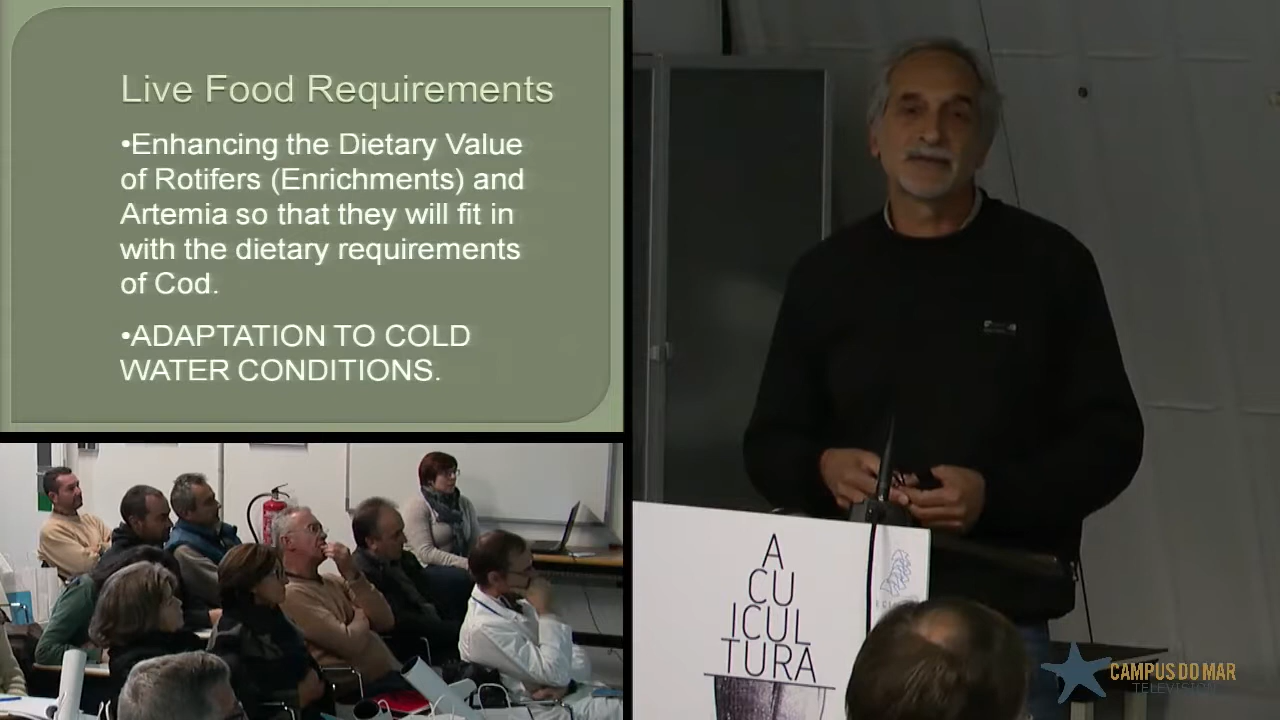 Live Food Requirements
•Enhancing the Dietary Value
of Rotifers (Enrichments) and
Artemia so that they will fit in
with the dietary requirements
of Cod.
•ADAPTATION TO COLD
WATER CONDITIONS.
A
CU
ICUL
TURA
CAMPUS DO MAR
TELEVISIÓN